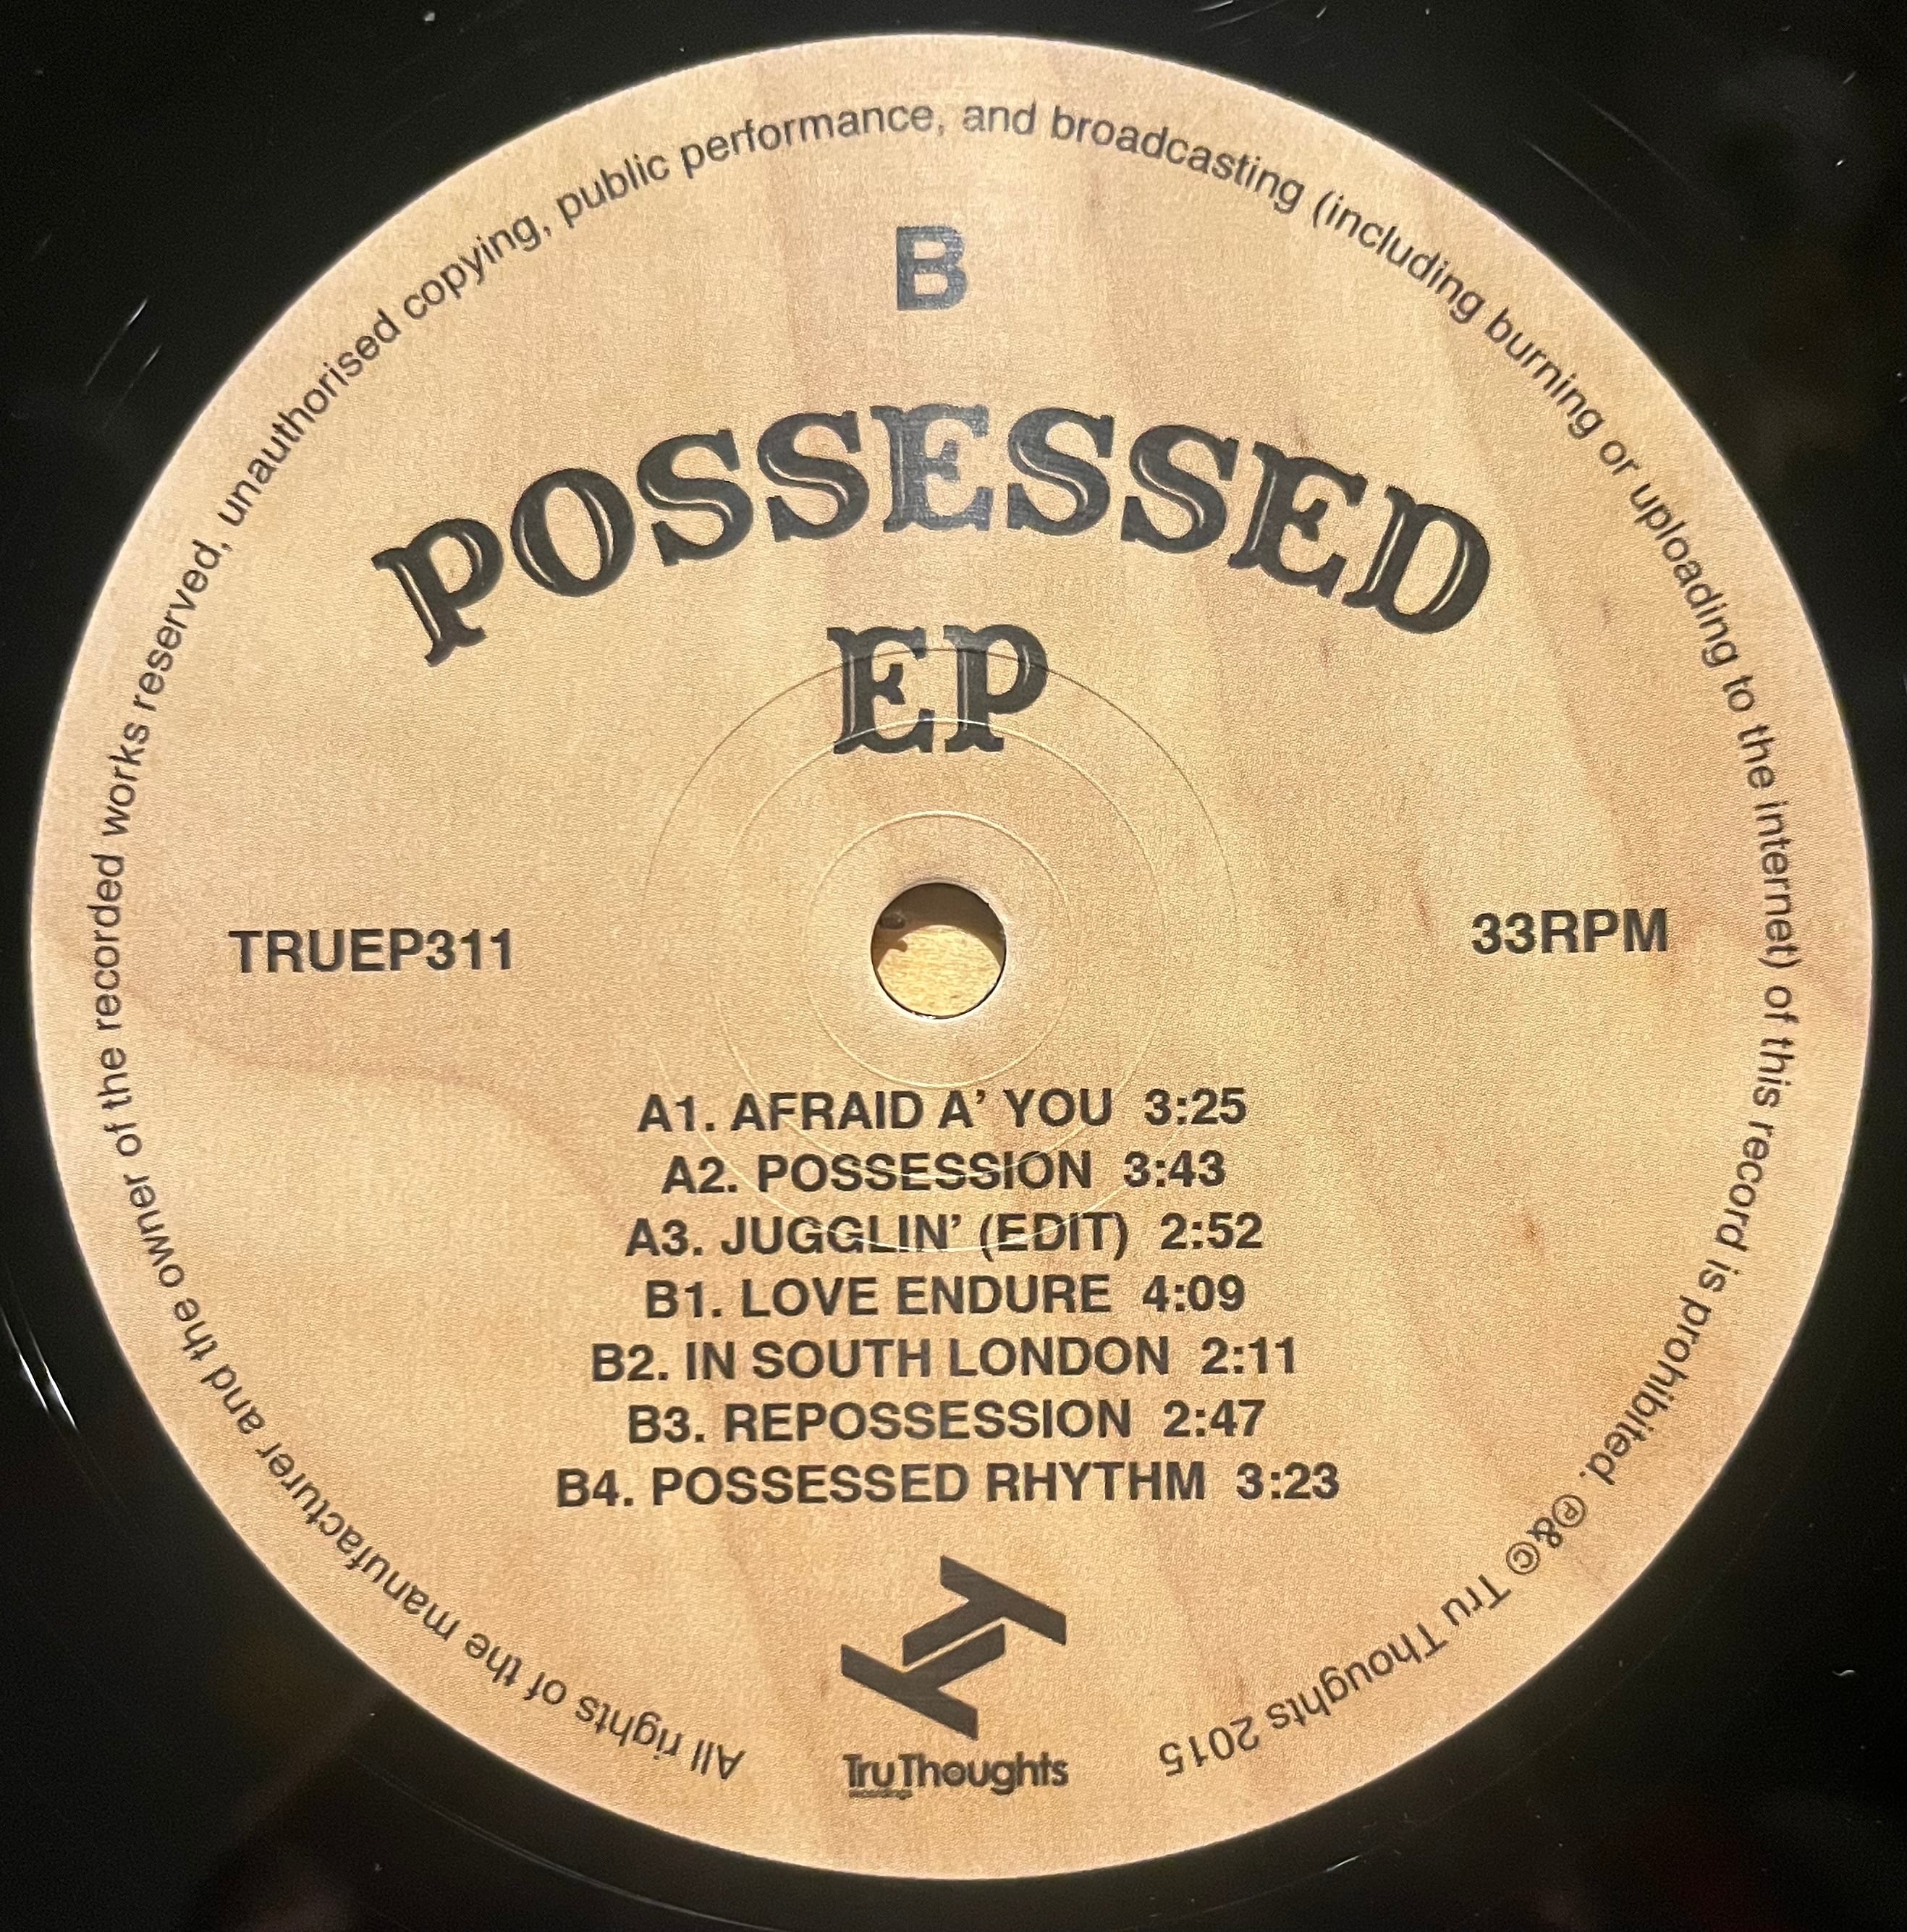 B
POSSESSED
EP
TRUEP311
33RPM
A1. AFRAID A’ YOU 3:25
A2. POSSESSION 3:43
A3. JUGGLIN’ (EDIT) 2:52
B1. LOVE ENDURE 4:09
B2. IN SOUTH LONDON 2:11
B3. REPOSSESSION 2:47
B4. POSSESSED RHYTHM 3:23
Tru Thoughts
recordings
All rights of the manufacturer and the owner of the recorded works reserved, unauthorised copying, public performance, and broadcasting (including burning or uploading to the internet) of this record is prohibited. ℗&© Tru Thoughts 2015